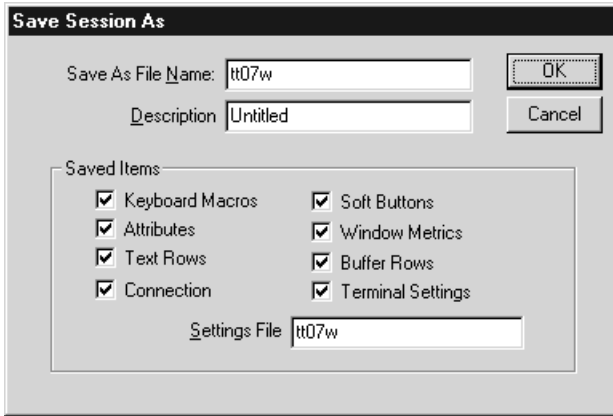 Save Session As
Save As File Name: tt07w
OK
Description Untitled
Cancel
Saved Items
Keyboard Macros
Soft Buttons
Attributes
Window Metrics
Text Rows
Buffer Rows
Connection
Terminal Settings
Settings File tt07w